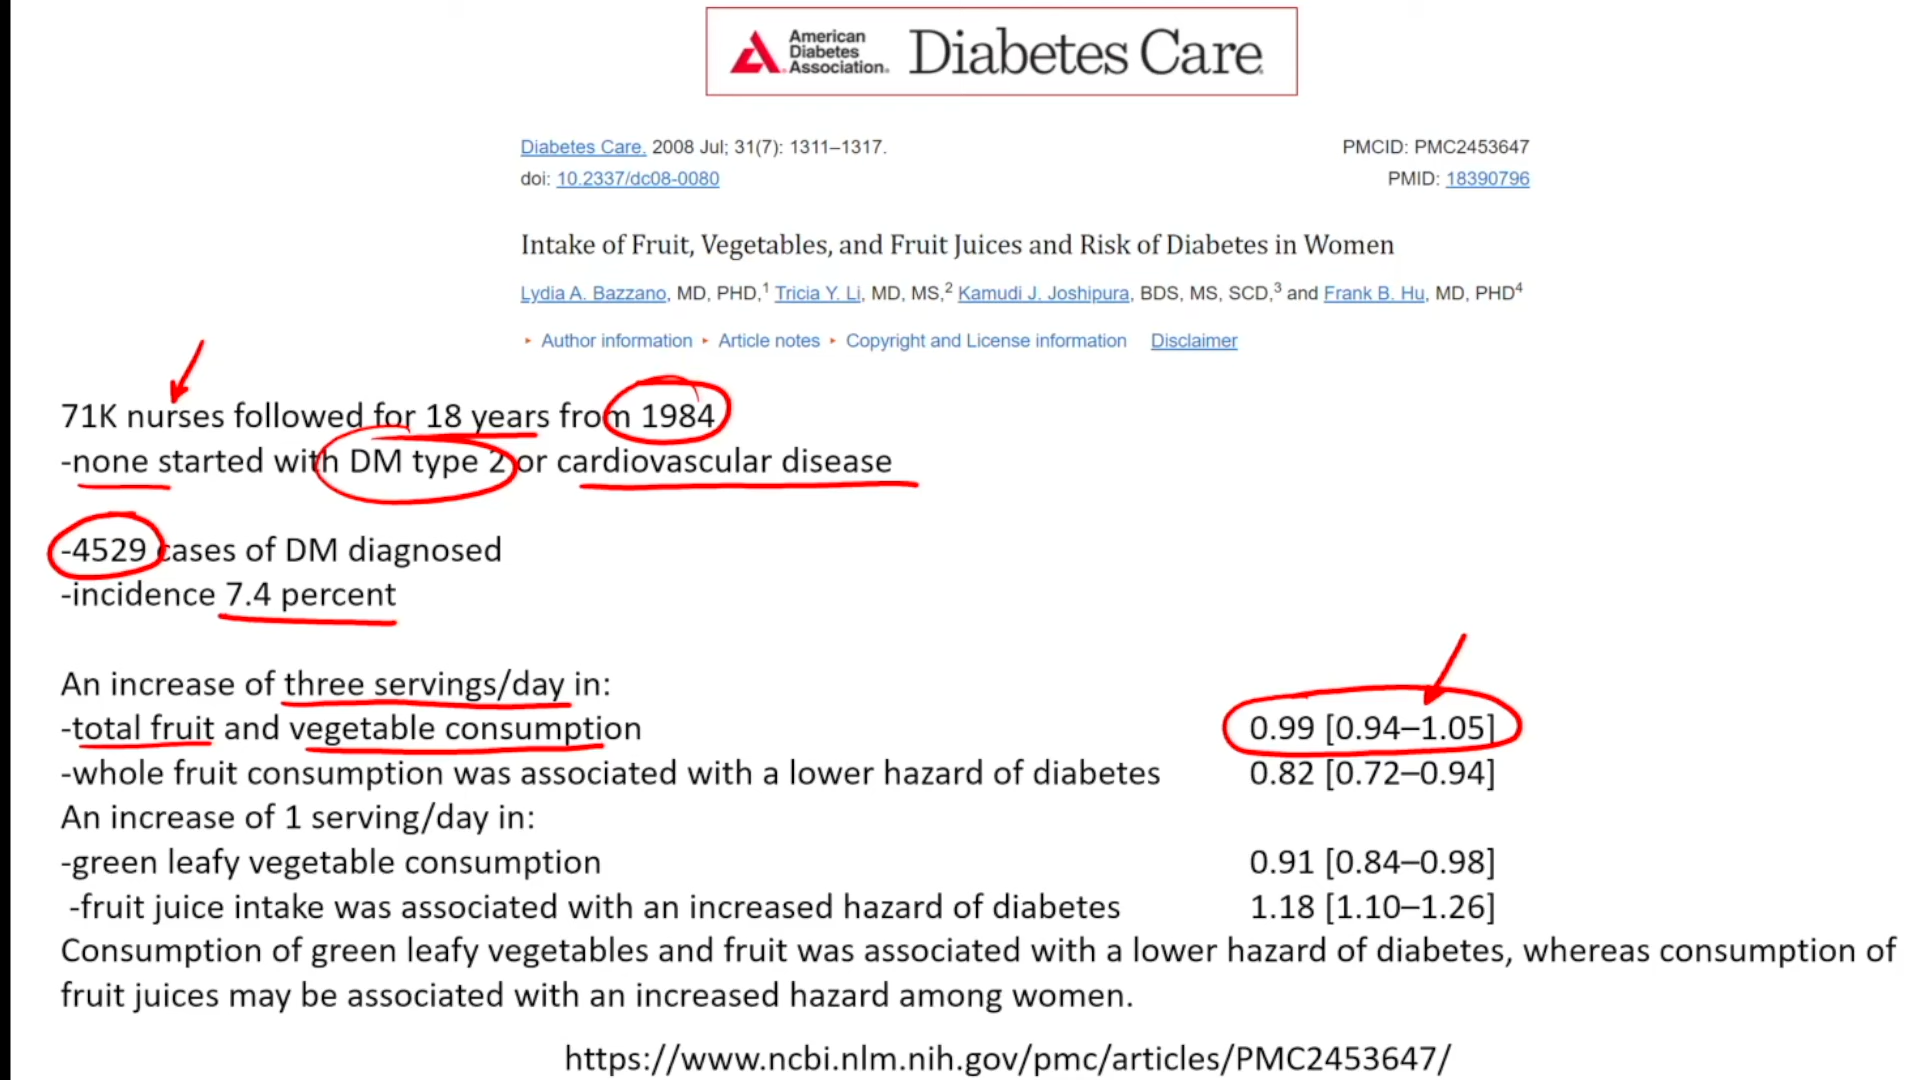 American
Diabetes
Association®
Diabetes Care®
Diabetes Care. 2008 Jul; 31(7): 1311–1317.
PMCID: PMC2453647
doi: 10.2337/dc08-0080
PMID: 18390796
Intake of Fruit, Vegetables, and Fruit Juices and Risk of Diabetes in Women
Lydia A. Bazzano, MD, PHD,1 Tricia Y. Li, MD, MS,2 Kamudi J. Joshipura, BDS, MS, SCD,3 and Frank B. Hu, MD, PHD4
▸ Author information ▸ Article notes ▸ Copyright and License information Disclaimer
71K nurses followed for 18 years from 1984
-none started with DM type 2 or cardiovascular disease
-4529 cases of DM diagnosed
-incidence 7.4 percent
An increase of three servings/day in:
-total fruit and vegetable consumption 0.99 [0.94–1.05]
-whole fruit consumption was associated with a lower hazard of diabetes 0.82 [0.72–0.94]
An increase of 1 serving/day in:
-green leafy vegetable consumption 0.91 [0.84–0.98]
-fruit juice intake was associated with an increased hazard of diabetes 1.18 [1.10–1.26]
Consumption of green leafy vegetables and fruit was associated with a lower hazard of diabetes, whereas consumption of
fruit juices may be associated with an increased hazard among women.
https://www.ncbi.nlm.nih.gov/pmc/articles/PMC2453647/